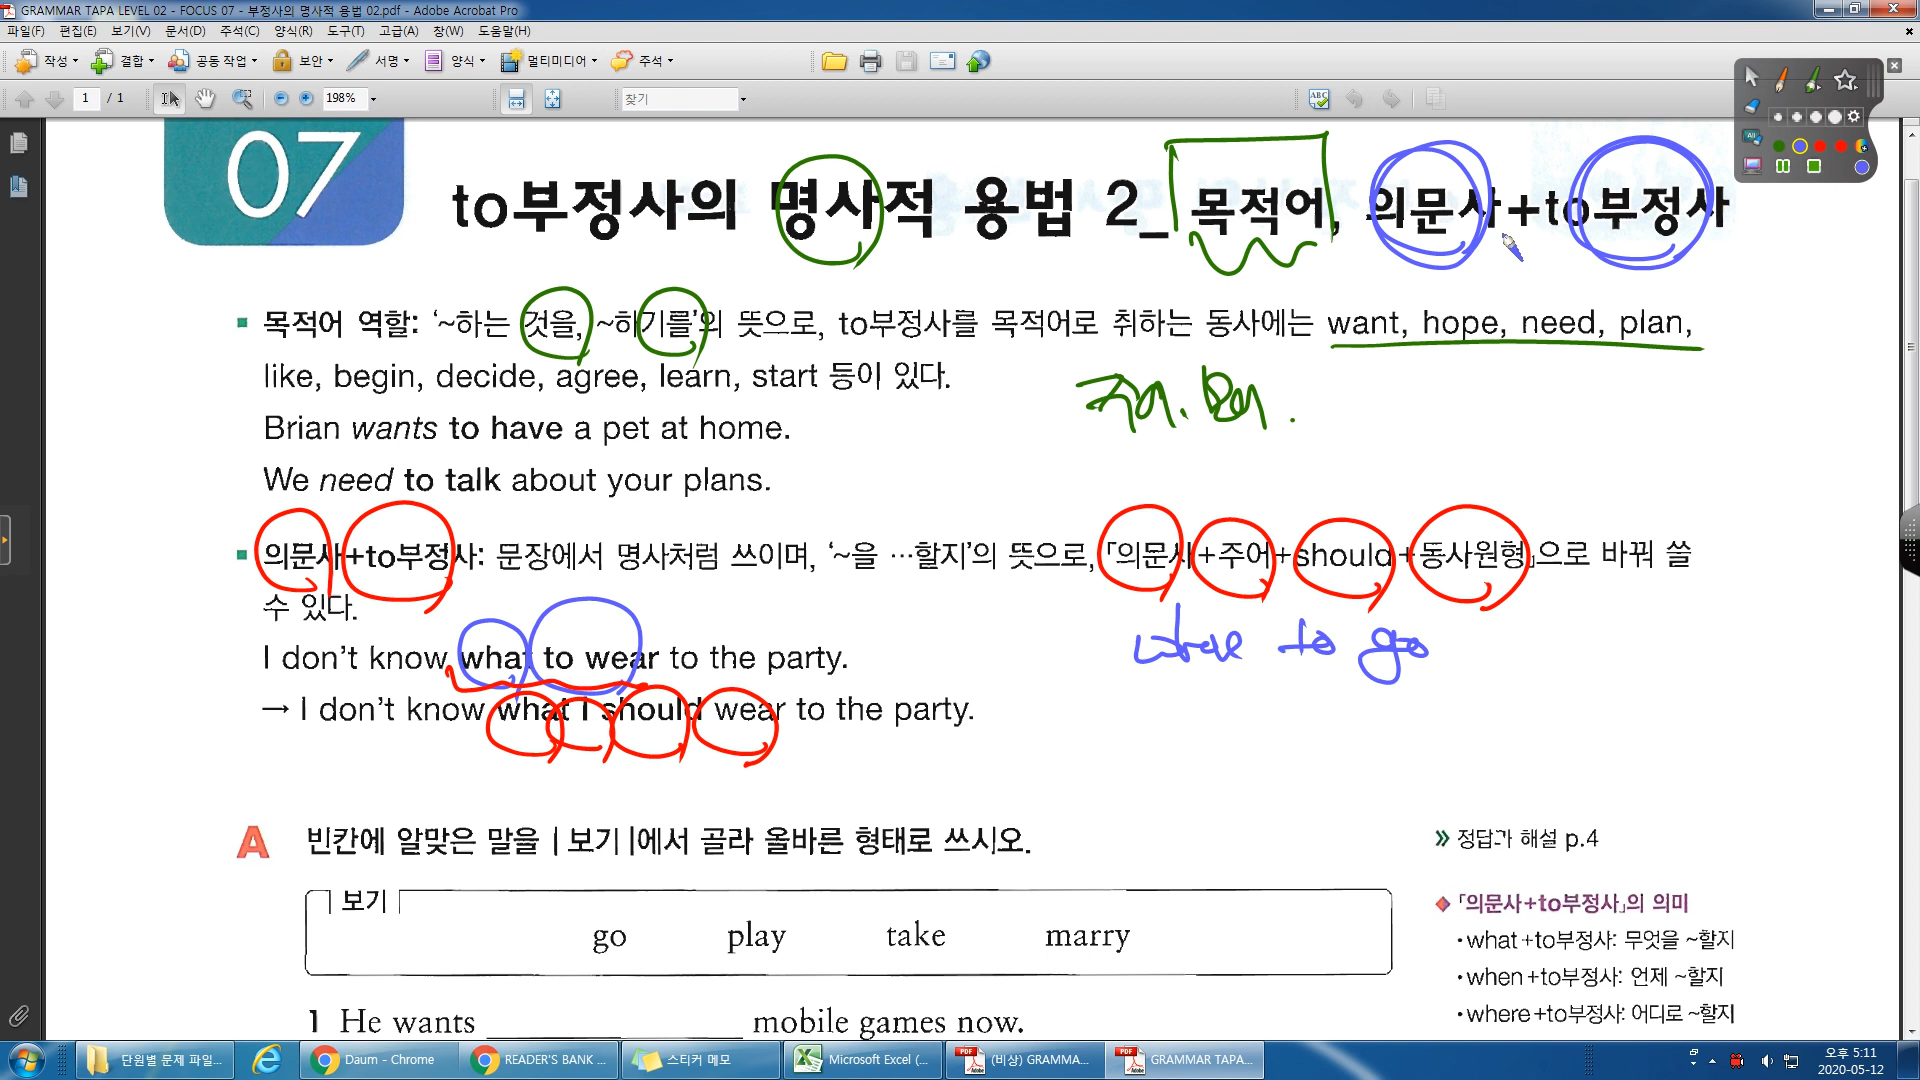 GRAMMAR TAPA LEVEL 02 - FOCUS 07 - 부정사의 명사적 용법 02.pdf - Adobe Acrobat Pro
파일(F) 편집(E) 보기(V) 문서(D) 주석(C) 양식(R) 도구(T) 고급(A) 창(W) 도움말(H)
작성 결합 공동 작업 보안 서명 양식 멀티미디어 주석
1 / 1 198% 찾기
07
to부정사의 명사적 용법 2_ 목적어, 의문사+to부정사
목적어 역할: ‘~하는 것을, ~하기를’의 뜻으로, to부정사를 목적어로 취하는 동사에는 want, hope, need, plan,
like, begin, decide, agree, learn, start 등이 있다.
Brian wants to have a pet at home.
We need to talk about your plans.
의문사+to부정사: 문장에서 명사처럼 쓰이며, ‘~을 …할지’의 뜻으로, 「의문사+주어+should+동사원형」으로 바꿔 쓸
수 있다.
where to go
I don’t know what to wear to the party.
→ I don’t know what I should wear to the party.
A 빈칸에 알맞은 말을 |보기|에서 골라 올바른 형태로 쓰시오.
» 정답과 해설 p.4
보기
go play take marry
1 He wants ____________ mobile games now.
「의문사+to부정사」의 의미
·what+to부정사: 무엇을 ~할지
·when+to부정사: 언제 ~할지
·where+to부정사: 어디로 ~할지
단원별 문제 파일... Daum - Chrome READER'S BANK ... 스티커 메모 Microsoft Excel (... (비상) GRAMMA... GRAMMAR TAPA...
오후 5:11
2020-05-12